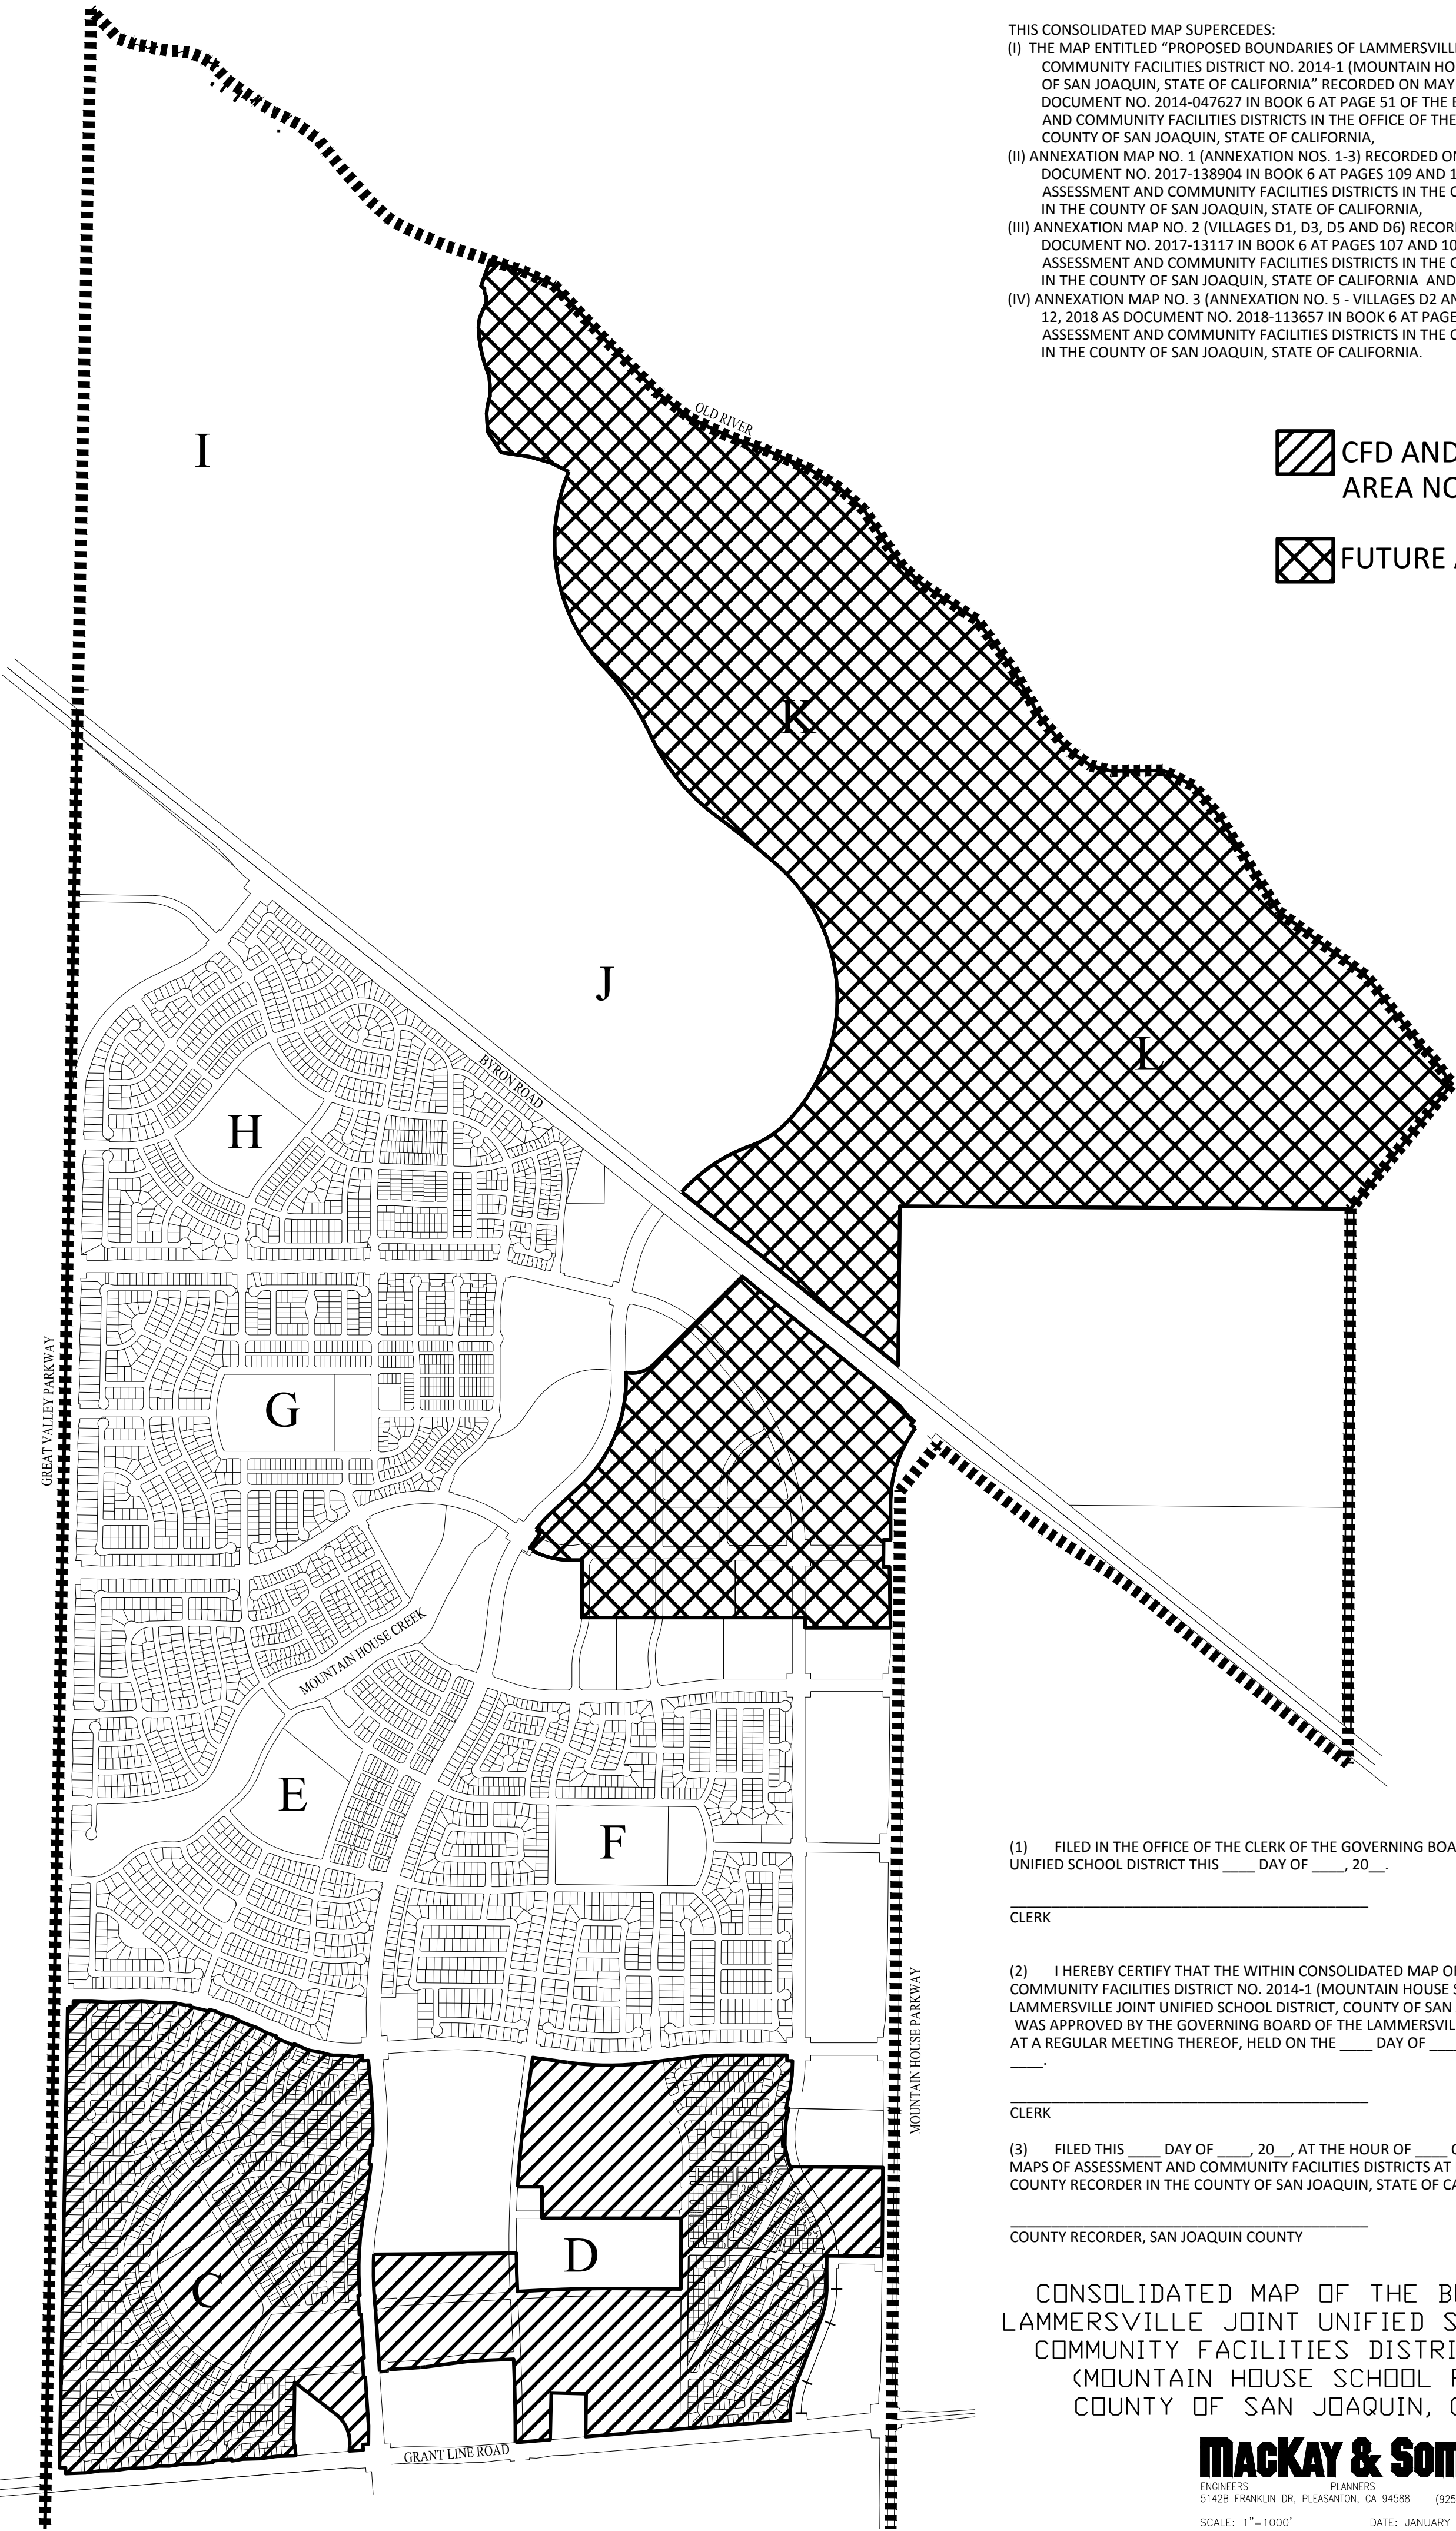 THIS CONSOLIDATED MAP SUPERCEDES:
(I) THE MAP ENTITLED “PROPOSED BOUNDARIES OF LAMMERSVILL
COMMUNITY FACILITIES DISTRICT NO. 2014-1 (MOUNTAIN HO
OF SAN JOAQUIN, STATE OF CALIFORNIA” RECORDED ON MAY
DOCUMENT NO. 2014-047627 IN BOOK 6 AT PAGE 51 OF THE
AND COMMUNITY FACILITIES DISTRICTS IN THE OFFICE OF THE
COUNTY OF SAN JOAQUIN, STATE OF CALIFORNIA,
(II) ANNEXATION MAP NO. 1 (ANNEXATION NOS. 1-3) RECORDED ON
DOCUMENT NO. 2017-138904 IN BOOK 6 AT PAGES 109 AND 1
ASSESSMENT AND COMMUNITY FACILITIES DISTRICTS IN THE
IN THE COUNTY OF SAN JOAQUIN, STATE OF CALIFORNIA,
(III) ANNEXATION MAP NO. 2 (VILLAGES D1, D3, D5 AND D6) RECOR
DOCUMENT NO. 2017-13117 IN BOOK 6 AT PAGES 107 AND 10
ASSESSMENT AND COMMUNITY FACILITIES DISTRICTS IN THE
IN THE COUNTY OF SAN JOAQUIN, STATE OF CALIFORNIA AND
(IV) ANNEXATION MAP NO. 3 (ANNEXATION NO. 5 - VILLAGES D2 AN
12, 2018 AS DOCUMENT NO. 2018-113657 IN BOOK 6 AT PAGE
ASSESSMENT AND COMMUNITY FACILITIES DISTRICTS IN THE
IN THE COUNTY OF SAN JOAQUIN, STATE OF CALIFORNIA.
OLD RIVER
I
CFD AND
AREA NO
FUTURE
K
J
L
BYRON ROAD
H
GREAT VALLEY PARKWAY
G
MOUNTAIN HOUSE CREEK
E
F
MOUNTAIN HOUSE PARKWAY
D
C
GRANT LINE ROAD
(1) FILED IN THE OFFICE OF THE CLERK OF THE GOVERNING BOA
UNIFIED SCHOOL DISTRICT THIS ____ DAY OF ____, 20__.
CLERK
(2) I HEREBY CERTIFY THAT THE WITHIN CONSOLIDATED MAP O
COMMUNITY FACILITIES DISTRICT NO. 2014-1 (MOUNTAIN HOUSE S
LAMMERSVILLE JOINT UNIFIED SCHOOL DISTRICT, COUNTY OF SAN
WAS APPROVED BY THE GOVERNING BOARD OF THE LAMMERSVIL
AT A REGULAR MEETING THEREOF, HELD ON THE ____ DAY OF ____
____.
CLERK
(3) FILED THIS ____ DAY OF ____, 20__, AT THE HOUR OF ____
MAPS OF ASSESSMENT AND COMMUNITY FACILITIES DISTRICTS AT
COUNTY RECORDER IN THE COUNTY OF SAN JOAQUIN, STATE OF CA
COUNTY RECORDER, SAN JOAQUIN COUNTY
CONSOLIDATED MAP OF THE B
LAMMERSVILLE JOINT UNIFIED S
COMMUNITY FACILITIES DISTRI
(MOUNTAIN HOUSE SCHOOL F
COUNTY OF SAN JOAQUIN,
MACKAY & SOM
ENGINEERS PLANNERS
5142B FRANKLIN DR, PLEASANTON, CA 94588 (925
SCALE: 1"=1000' DATE: JANUARY